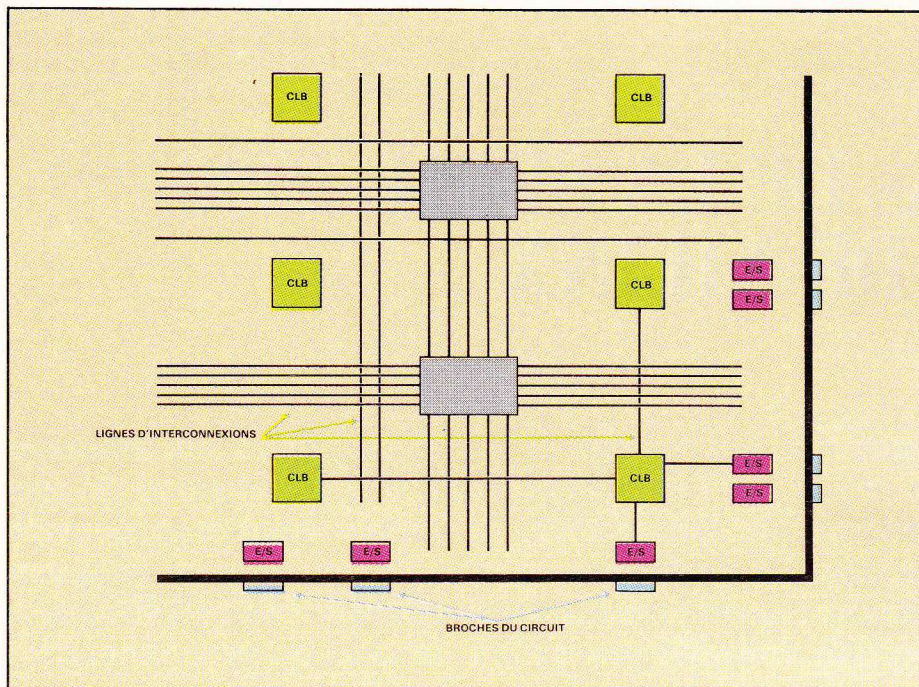 CLB
CLB
CLB
CLB
E/S
E/S
LIGNES D'INTERCONNEXIONS
CLB
CLB
E/S
E/S
E/S
E/S
E/S
BROCHES DU CIRCUIT